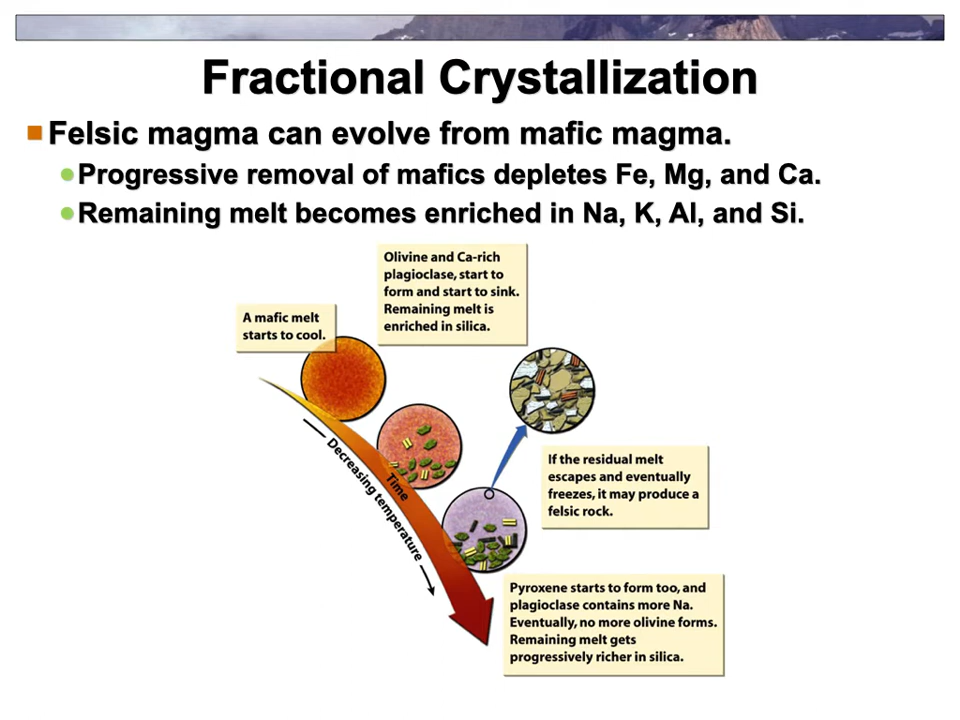 Fractional Crystallization
Felsic magma can evolve from mafic magma.
Progressive removal of mafics depletes Fe, Mg, and Ca.
Remaining melt becomes enriched in Na, K, Al, and Si.
Olivine and Ca-rich
plagioclase, start to
form and start to sink.
Remaining melt is
enriched in silica.
A mafic melt
starts to cool.
Decreasing temperature
Time
If the residual melt
escapes and eventually
freezes, it may produce a
felsic rock.
Pyroxene starts to form too, and
plagioclase contains more Na.
Eventually, no more olivine forms.
Remaining melt gets
progressively richer in silica.